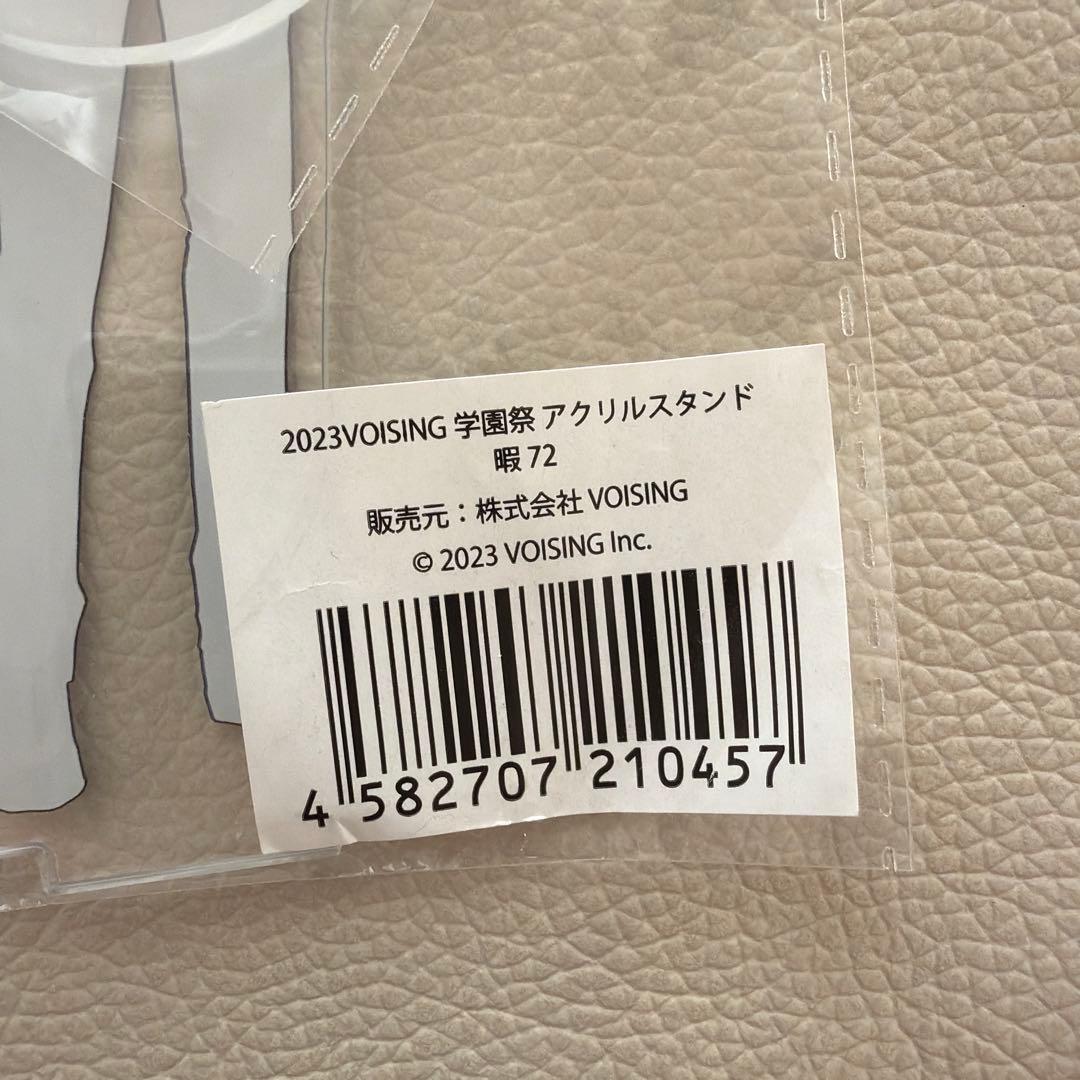 2023VOISING 学園祭 アクリルスタンド
暇 72
販売元：株式会社 VOISING
© 2023 VOISING Inc.
4 582707 210457